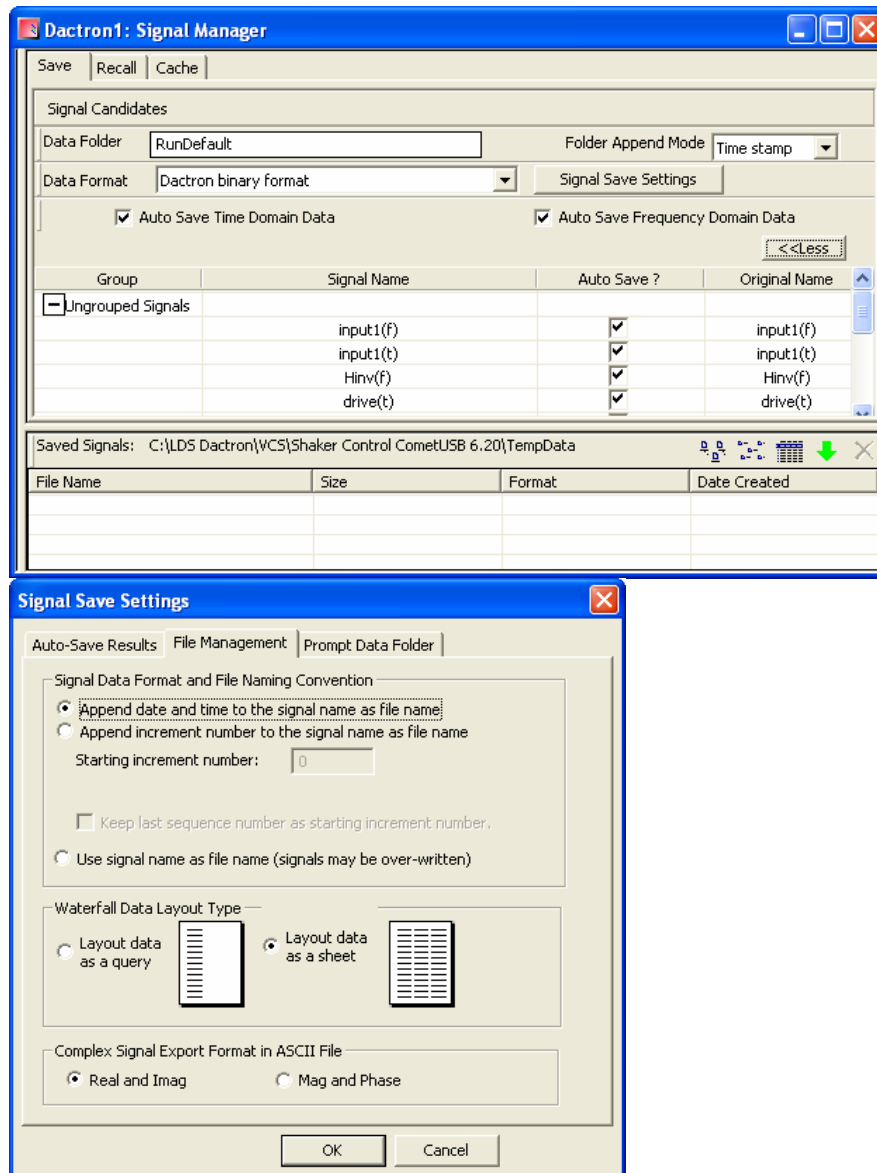 Dactron1: Signal Manager
Save Recall Cache
Signal Candidates
Data Folder RunDefault Folder Append Mode Time stamp
Data Format Dactron binary format Signal Save Settings
Auto Save Time Domain Data Auto Save Frequency Domain Data
<<Less
Group Signal Name Auto Save ? Original Name
Ungrouped Signals
input1(f) input1(f)
input1(t) input1(t)
Hinv(f) Hinv(f)
drive(t) drive(t)
Saved Signals: C:\LDS Dactron\VCS\Shaker Control CometUSB 6.20\TempData
File Name Size Format Date Created
Signal Save Settings
Auto-Save Results File Management Prompt Data Folder
Signal Data Format and File Naming Convention
Append date and time to the signal name as file name
Append increment number to the signal name as file name
Starting increment number: 0
Keep last sequence number as starting increment number.
Use signal name as file name (signals may be over-written)
Waterfall Data Layout Type
Layout data as a query
Layout data as a sheet
Complex Signal Export Format in ASCII File
Real and Imag Mag and Phase
OK Cancel